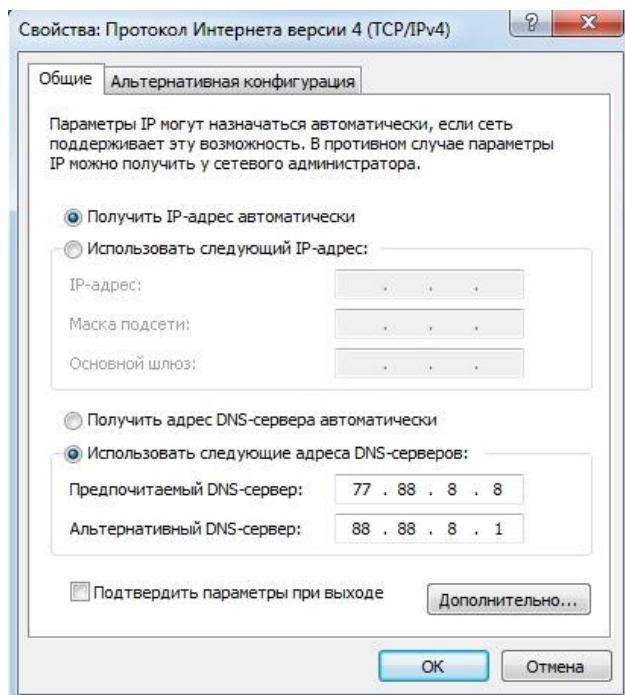 Свойства: Протокол Интернета версии 4 (TCP/IPv4)
Общие
Альтернативная конфигурация
Параметры IP могут назначаться автоматически, если сеть
поддерживает эту возможность. В противном случае параметры
IP можно получить у сетевого администратора.
Получить IP-адрес автоматически
Использовать следующий IP-адрес:
IP-адрес: . . .
Маска подсети: . . .
Основной шлюз: . . .
Получить адрес DNS-сервера автоматически
Использовать следующие адреса DNS-серверов:
Предпочитаемый DNS-сервер: 77 . 88 . 8 . 8
Альтернативный DNS-сервер: 88 . 88 . 8 . 1
Подтвердить параметры при выходе
Дополнительно...
ОК Отмена